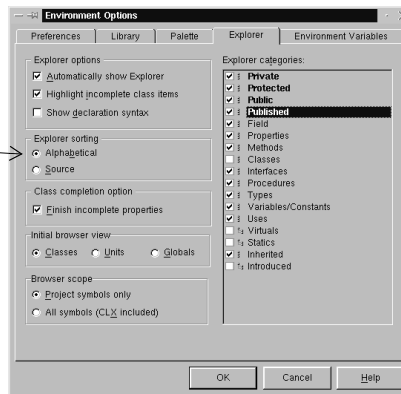 Environment Options
Preferences Library Palette Explorer Environment Variables
Explorer options
Automatically show Explorer
Highlight incomplete class items
Show declaration syntax
Explorer sorting
Alphabetical
Source
Class completion option
Finish incomplete properties
Initial browser view
Classes Units Globals
Browser scope
Project symbols only
All symbols (CLX included)
Explorer categories:
Private
Protected
Public
Published
Field
Properties
Methods
Classes
Interfaces
Procedures
Types
Variables/Constants
Uses
Virtuals
Statics
Inherited
Introduced
OK Cancel Help